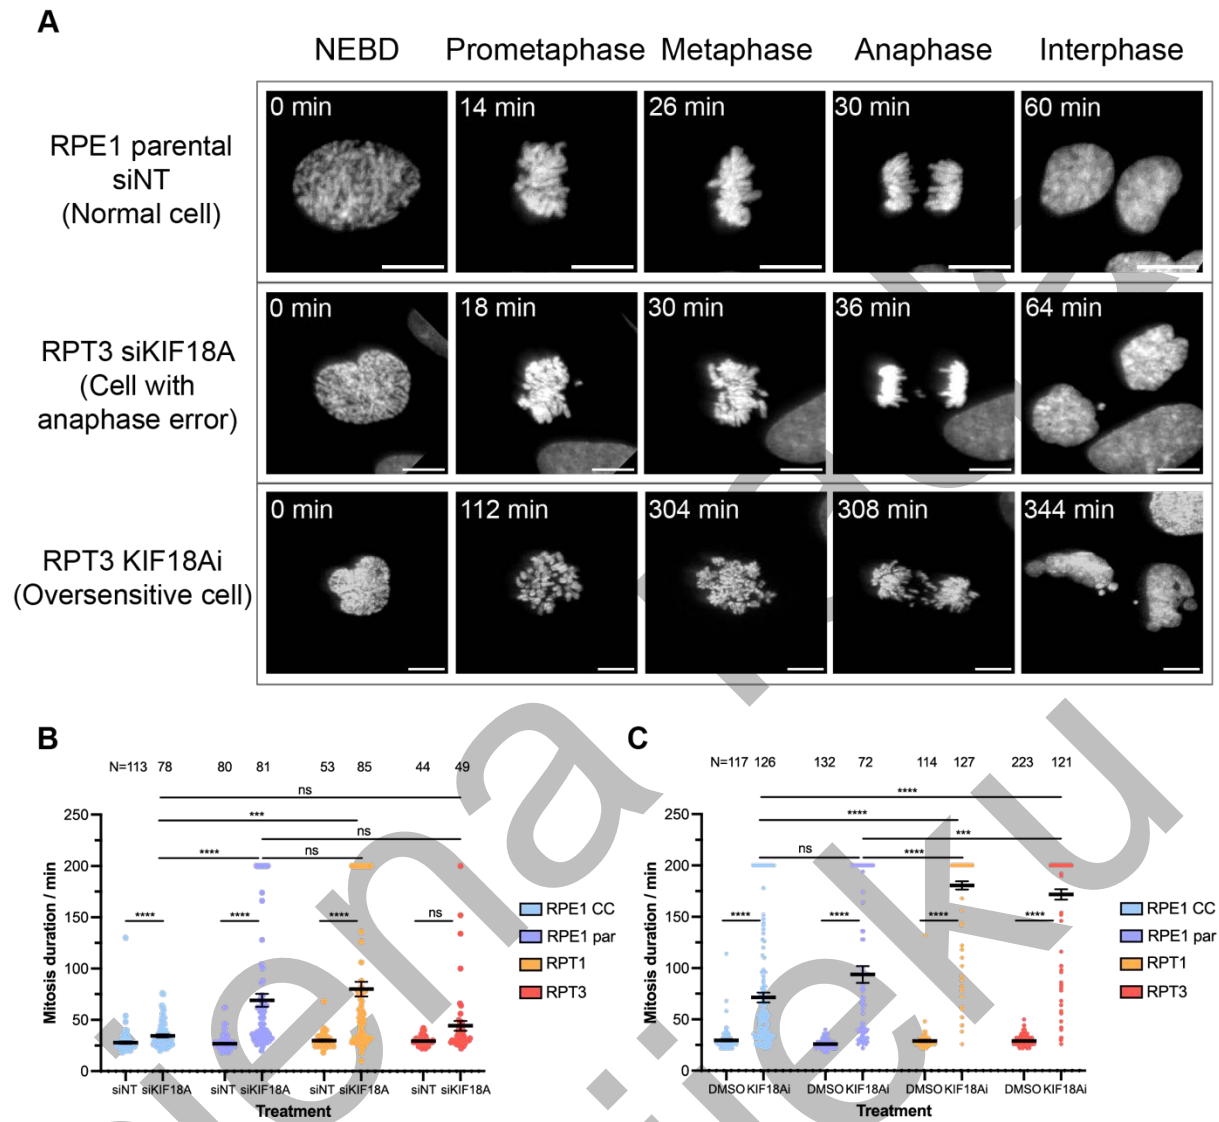 A
NEBD Prometaphase Metaphase Anaphase Interphase
RPE1 parental
siNT
(Normal cell)
0 min 14 min 26 min 30 min 60 min
RPT3 siKIF18A
(Cell with
anaphase error)
0 min 18 min 30 min 36 min 64 min
RPT3 KIF18Ai
(Oversensitive cell)
0 min 112 min 304 min 308 min 344 min
B
N=113 78 80 81 53 85 44 49
ns
***
ns
**** ns
**** **** **** ns
250
200
150
100
50
0
Mitosis duration / min
siNT siKIF18A siNT siKIF18A siNT siKIF18A siNT siKIF18A
Treatment
RPE1 CC
RPE1 par
RPT1
RPT3
C
N=117 126 132 72 114 127 223 121
****
****
***
ns ****
**** **** **** ****
250
200
150
100
50
0
Mitosis duration / min
DMSO KIF18Ai DMSO KIF18Ai DMSO KIF18Ai DMSO KIF18Ai
Treatment
RPE1 CC
RPE1 par
RPT1
RPT3